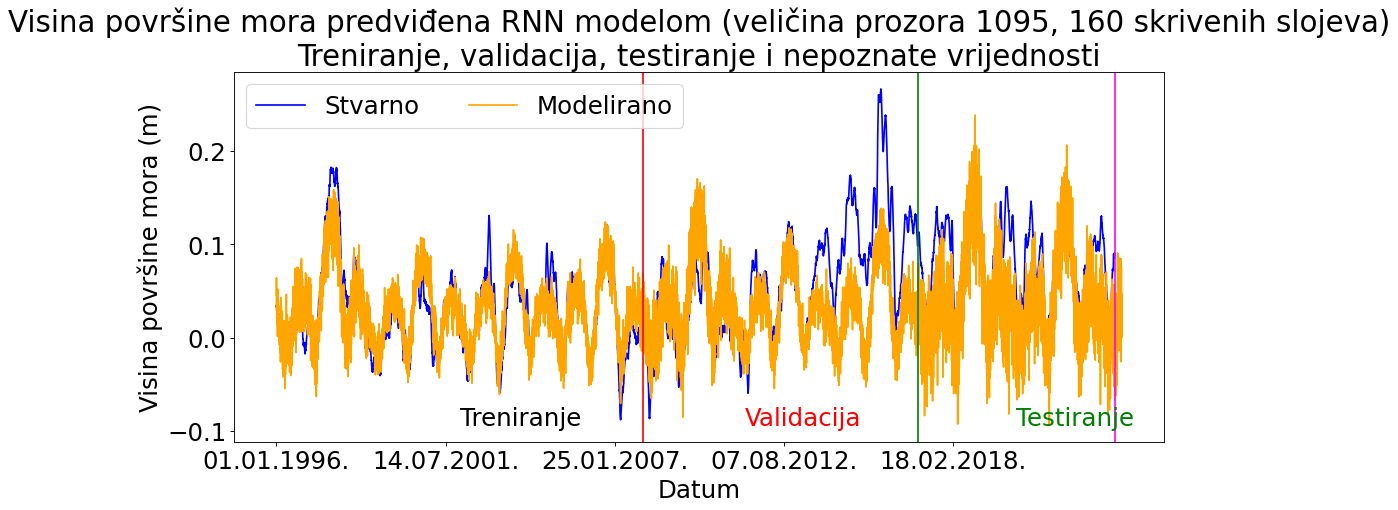 Visina površine mora predviđena RNN modelom (veličina prozora 1095, 160 skrivenih slojeva)
Treniranje, validacija, testiranje i nepoznate vrijednosti
Stvarno
Modelirano
Visina površine mora (m)
0.2
0.1
0.0
−0.1
Treniranje
Validacija
Testiranje
01.01.1996.
14.07.2001.
25.01.2007.
07.08.2012.
18.02.2018.
Datum